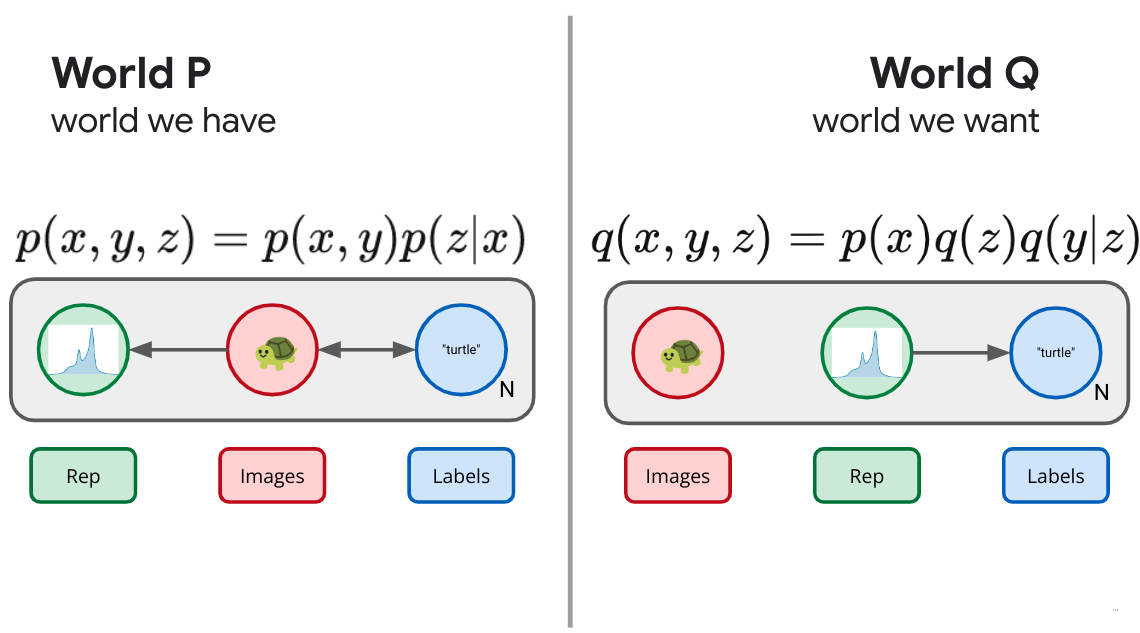 World P
world we have
p(x, y, z) = p(x, y)p(z|x)
"turtle"
N
Rep
Images
Labels
World Q
world we want
q(x, y, z) = p(x)q(z)q(y|z)
"turtle"
N
Images
Rep
Labels